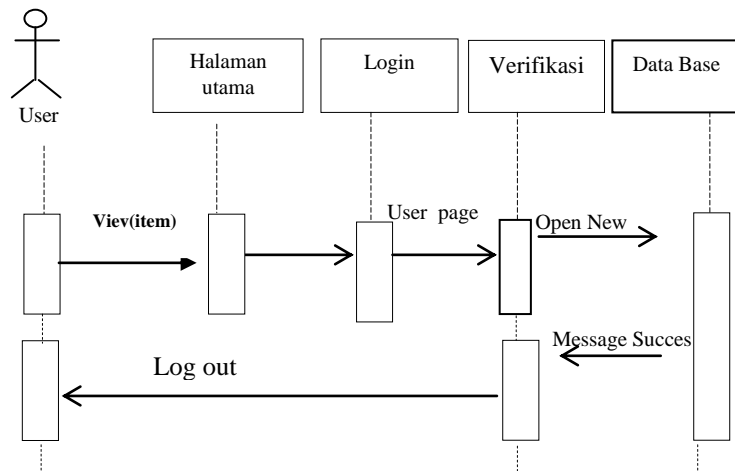 Halaman
utama
Login
Verifikasi
Data Base
User
Viev(item)
User page
Open New
Message Succes
Log out